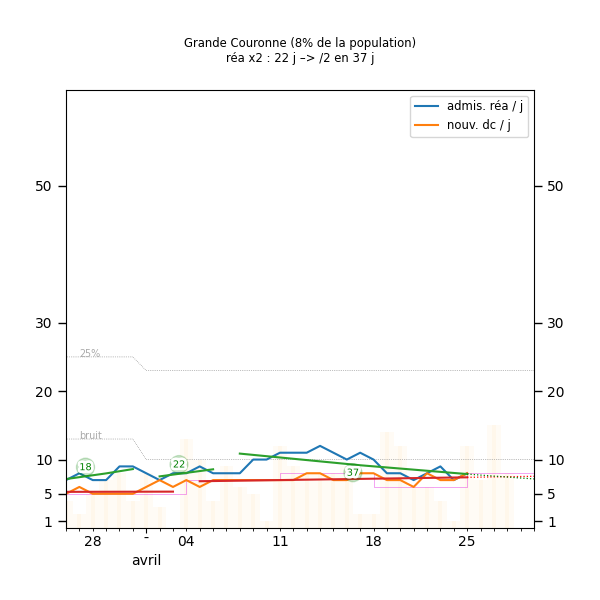 Grande Couronne (8% de la population)
réa x2 : 22 j –> /2 en 37 j
admis. réa / j
nouv. dc / j
50 50
30 30
25%
20 20
bruit
10 10
18 22 37
5 5
1 1
28 - 04 11 18 25
avril